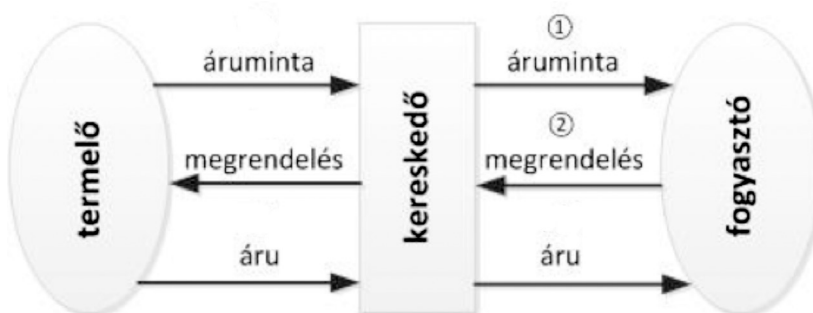 ①
áruminta
áruminta
②
megrendelés
megrendelés
áru
áru
termelő
kereskedő
fogyasztó